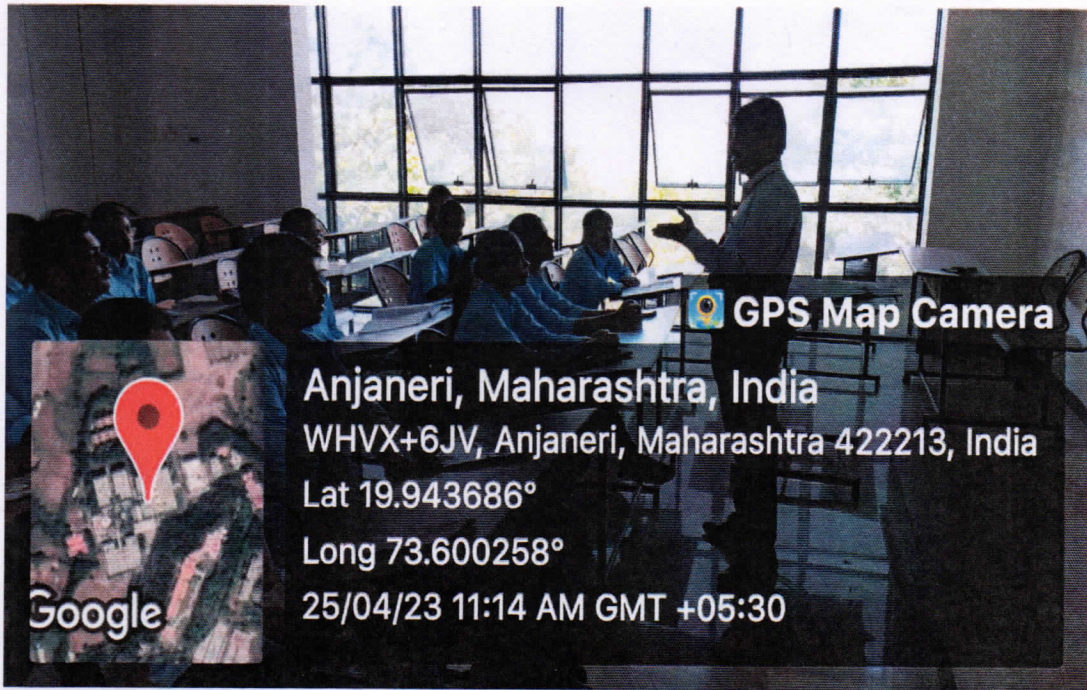 GPS Map Camera
Anjaneri, Maharashtra, India
WHVX+6JV, Anjaneri, Maharashtra 422213, India
Lat 19.943686°
Long 73.600258°
25/04/23 11:14 AM GMT +05:30
Google